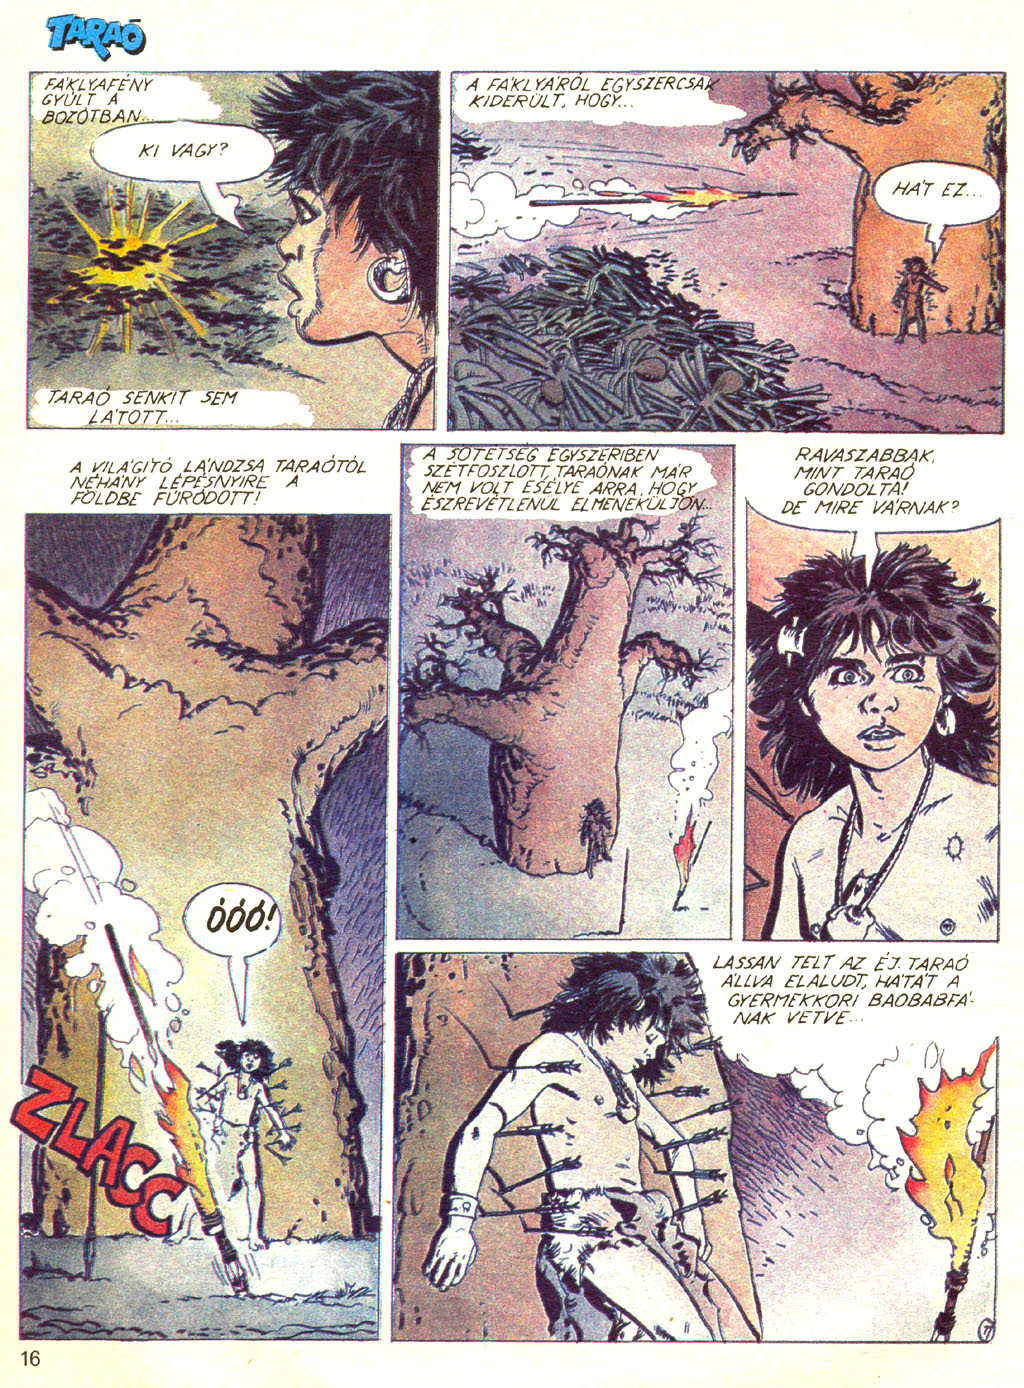 TARAÓ
FÁKLYAFÉNY
GYÚLT A
BOZÓTBAN...
KI VAGY?
TARAÓ SENKIT SEM
LÁTOTT...
A FÁKLYÁRÓL EGYSZERCSAK
KIDERÜLT, HOGY...
HÁT EZ...
A VILÁGÍTÓ LÁNDZSA TARAÓTÓL
NÉHÁNY LÉPÉSNYIRE A
FÖLDBE FÚRÓDOTT!
ÓÓÓ!
ZLACC
A SÖTÉTSÉG EGYSZERIBEN
SZÉTFOSZLOTT, TARAÓNAK MÁR
NEM VOLT ESÉLYE ARRA, HOGY
ÉSZREVÉTLENÜL ELMENEKÜLJÖN...
RAVASZABBAK,
MINT TARAÓ
GONDOLTA!
DE MIRE VÁRNAK?
LASSAN TELT AZ ÉJ. TARAÓ
ÁLLVA ELALUDT, HÁTÁT A
GYERMEKKORI BAOBABFÁ-
NAK VETVE...
7
16